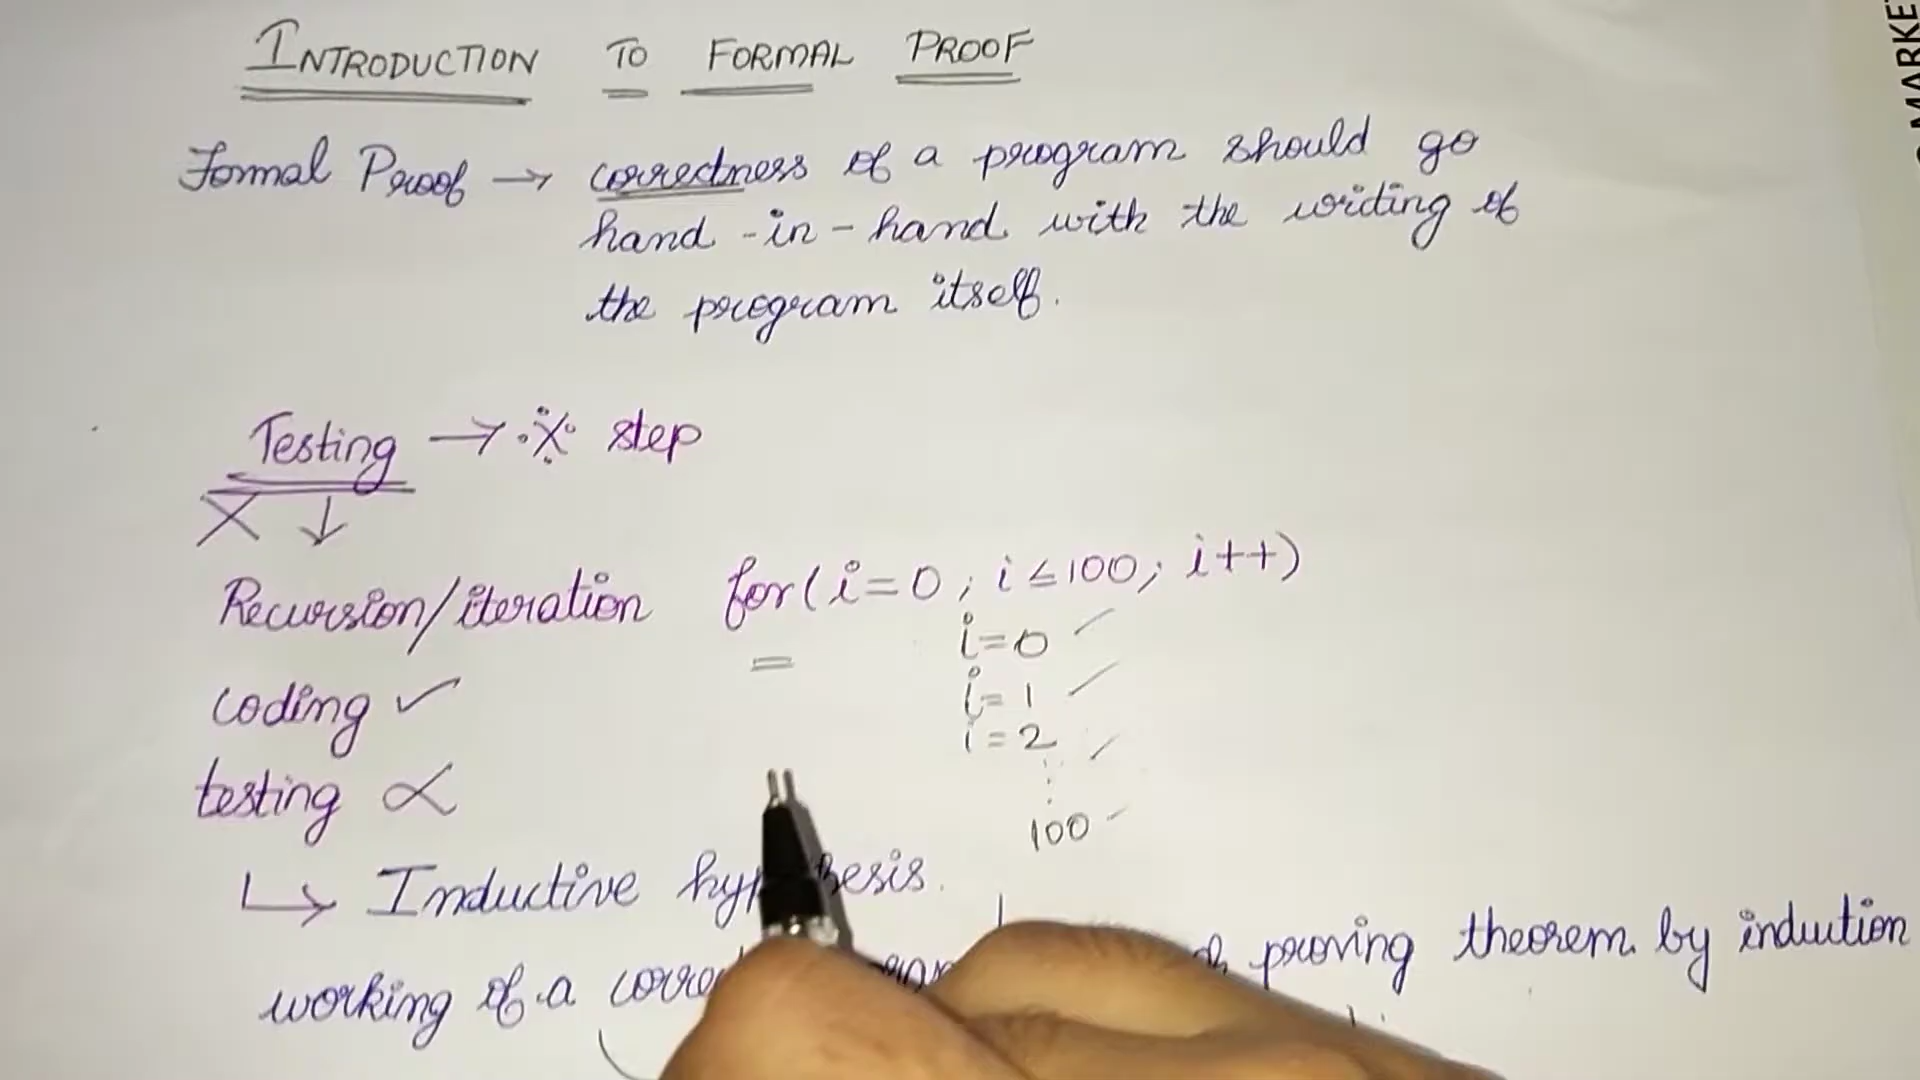 INTRODUCTION TO FORMAL PROOF
Formal Proof → correctness of a program should go
hand-in-hand with the writing of
the program itself.
Testing → step
X ↓
Recursion/iteration for(i=0; i≤100; i++)
i=0
i=1
i=2
100
coding ✓
testing
↳ Inductive
working of a proving theorem by induction
MARKE